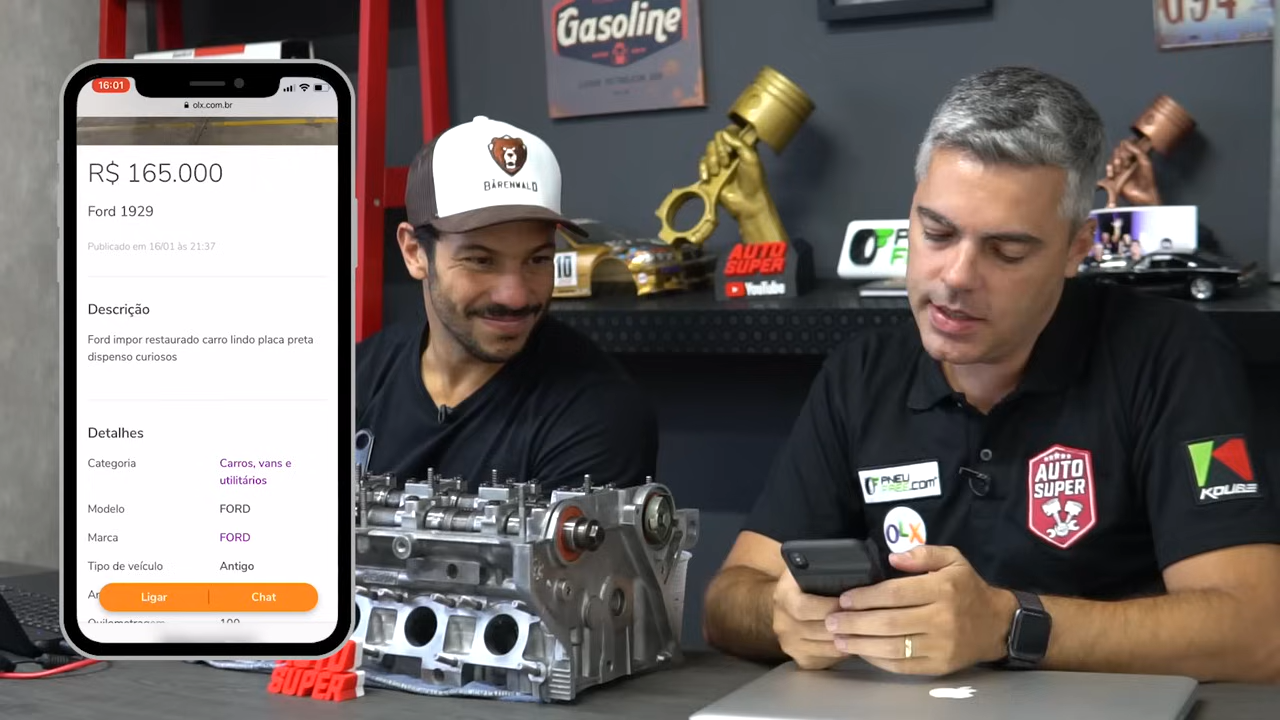 16:01
olx.com.br
R$ 165.000
Ford 1929
Publicado em 16/01 às 21:37
Descrição
Ford impor restaurado carro lindo placa preta
dispenso curiosos
Detalhes
Categoria
Carros, vans e
utilitários
Modelo
FORD
Marca
FORD
Tipo de veículo
Antigo
Ligar
Chat
100
Gasoline
BÄRENWALD
10
AUTO
SUPER
YouTube
PNEU
FREE.COM
OLX
AUTO
SUPER
KOUBE
AUTO
SUPER